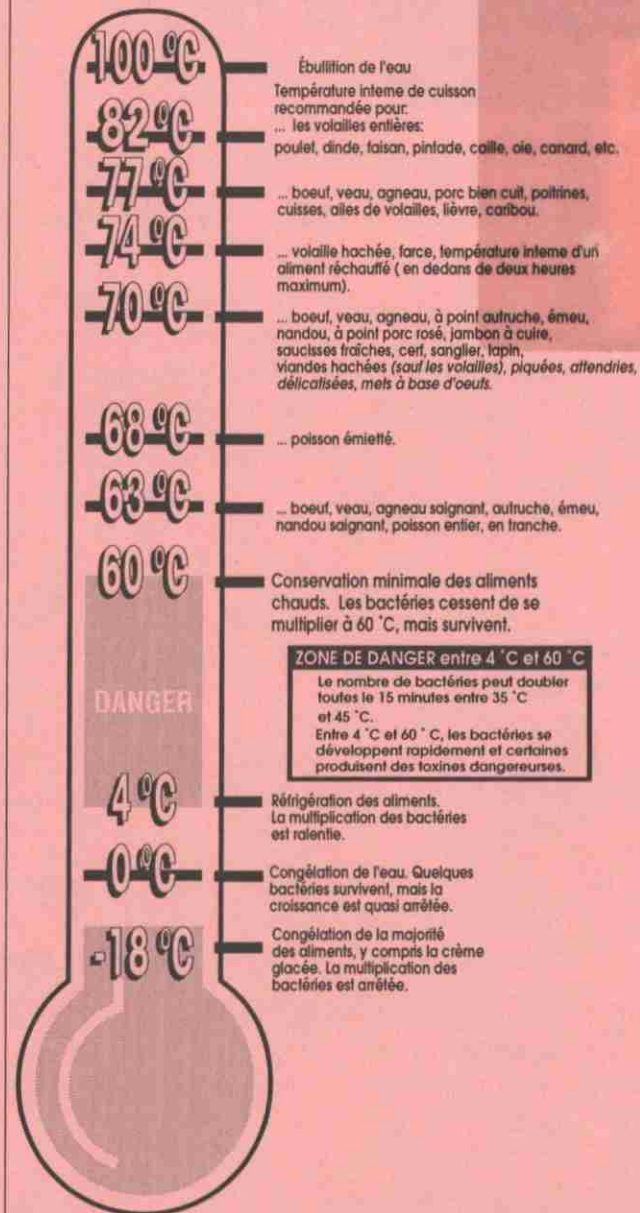 100 °C
Ébullition de l'eau
Température interne de cuisson
recommandée pour:
82 °C
... les volailles entières:
poulet, dinde, faisan, pintade, caille, oie, canard, etc.
77 °C
... boeuf, veau, agneau, porc bien cuit, poitrines,
cuisses, ailes de volailles, lièvre, caribou.
74 °C
... volaille hachée, farce, température interne d'un
aliment réchauffé ( en dedans de deux heures
maximum).
70 °C
... boeuf, veau, agneau, à point autruche, émeu,
nandou, à point porc rosé, jambon à cuire,
saucisses fraîches, cerf, sanglier, lapin,
viandes hachées (sauf les volailles), piquées, attendries,
délicatisées, mets à base d'oeufs.
68 °C
... poisson émietté.
63 °C
... boeuf, veau, agneau saignant, autruche, émeu,
nandou saignant, poisson entier, en tranche.
60 °C
Conservation minimale des aliments
chauds. Les bactéries cessent de se
multiplier à 60 °C, mais survivent.
DANGER
ZONE DE DANGER entre 4 °C et 60 °C
Le nombre de bactéries peut doubler
toutes le 15 minutes entre 35 °C
et 45 °C.
Entre 4 °C et 60 ° C, les bactéries se
développent rapidement et certaines
produisent des toxines dangereurses.
4 °C
Réfrigération des aliments.
La multiplication des bactéries
est ralentie.
0 °C
Congélation de l'eau. Quelques
bactéries survivent, mais la
croissance est quasi arrêtée.
-18 °C
Congélation de la majorité
des aliments, y compris la crème
glacée. La multiplication des
bactéries est arrêtée.